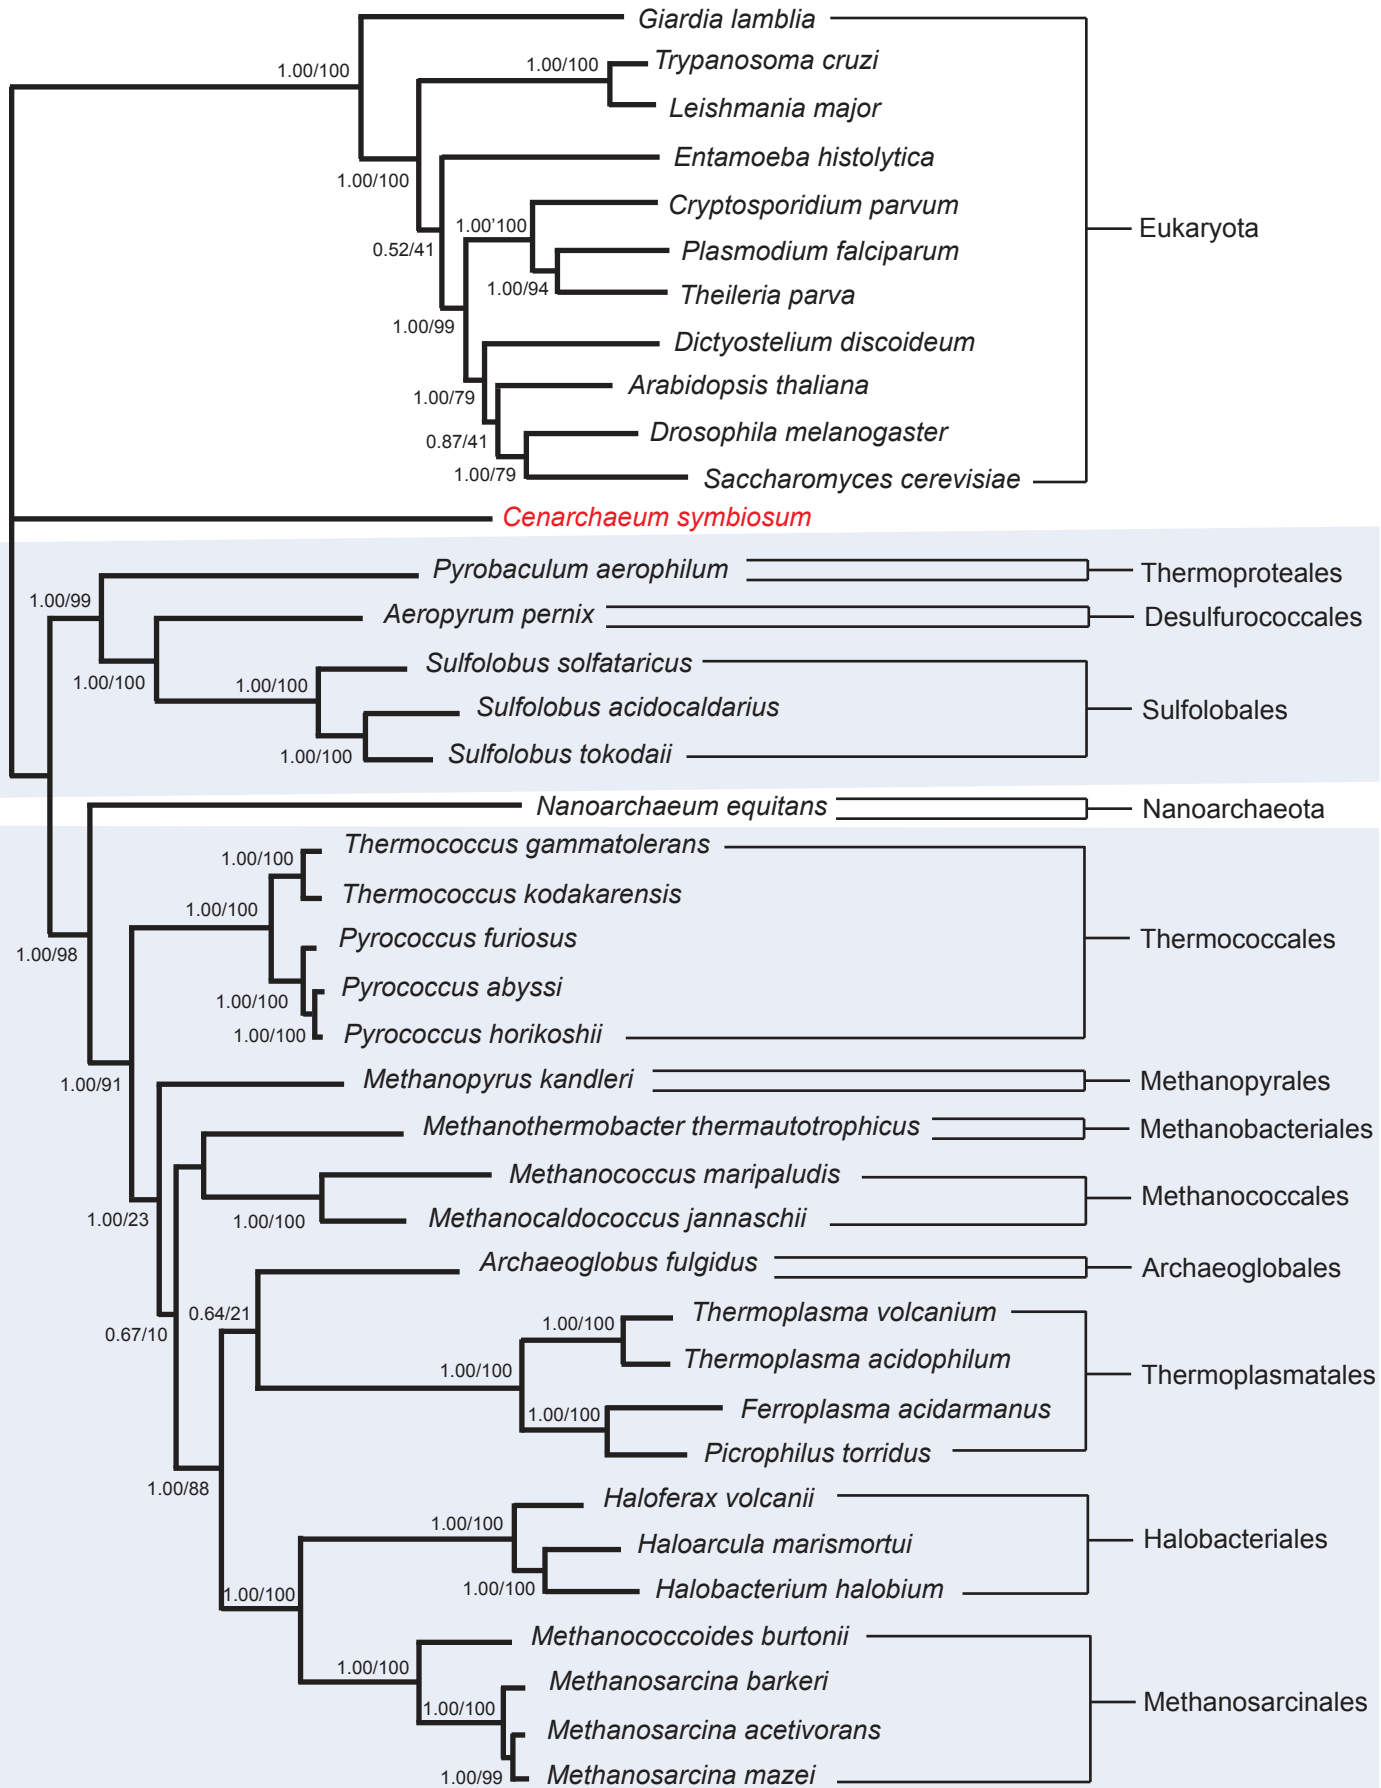 Giardia lamblia
1.00/100
1.00/100
Trypanosoma cruzi
Leishmania major
Entamoeba histolytica
1.00/100
Cryptosporidium parvum
1.00'100
Eukaryota
0.52/41
Plasmodium falciparum
1.00/94
Theileria parva
1.00/99
Dictyostelium discoideum
Arabidopsis thaliana
1.00/79
Drosophila melanogaster
0.87/41
1.00/79
Saccharomyces cerevisiae
Cenarchaeum symbiosum
Pyrobaculum aerophilum
Thermoproteales
1.00/99
Aeropyrum pernix
Desulfurococcales
Sulfolobus solfataricus
1.00/100
1.00/100
Sulfolobus acidocaldarius
Sulfolobales
Sulfolobus tokodaii
1.00/100
Nanoarchaeum equitans
Nanoarchaeota
Thermococcus gammatolerans
1.00/100
Thermococcus kodakarensis
1.00/100
Pyrococcus furiosus
Thermococcales
1.00/98
Pyrococcus abyssi
1.00/100
Pyrococcus horikoshii
1.00/100
1.00/91
Methanopyrus kandleri
Methanopyrales
Methanothermobacter thermautotrophicus
Methanobacteriales
Methanococcus maripaludis
Methanococcales
1.00/23
1.00/100
Methanocaldococcus jannaschii
Archaeoglobus fulgidus
Archaeoglobales
0.64/21
0.67/10
Thermoplasma volcanium
1.00/100
Thermoplasma acidophilum
1.00/100
Thermoplasmatales
Ferroplasma acidarmanus
1.00/100
Picrophilus torridus
1.00/88
Haloferax volcanii
1.00/100
Haloarcula marismortui
Halobacteriales
1.00/100
Halobacterium halobium
1.00/100
Methanococcoides burtonii
1.00/100
Methanosarcina barkeri
1.00/100
Methanosarcinales
Methanosarcina acetivorans
1.00/99
Methanosarcina mazei